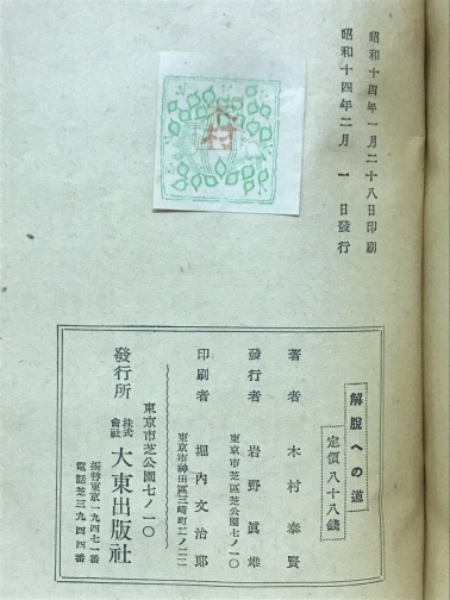 昭和十四年一月二十八日印刷
昭和十四年二月一日發行
木村
解脫への道
定價八十八錢
著者 木村泰賢
發行者 岩野眞雄
東京市芝區芝公園七ノ一〇
印刷者 堀內文治郎
東京市神田區三崎町二ノ二二
東京市芝公園七ノ一〇
發行所 株式會社 大東出版社
振替東京一九四七一番
電話芝三九四四番